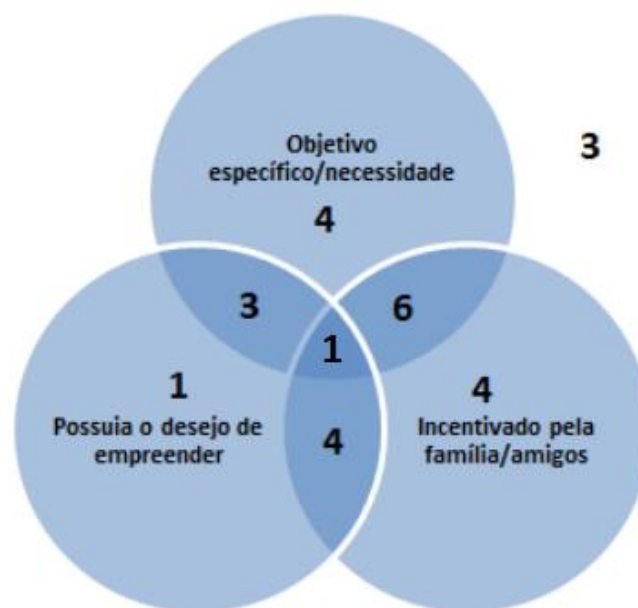 Objetivo
específico/necessidade
3
4
3
6
1
1
4
Possuia o desejo de
empreender
4
Incentivado pela
família/amigos